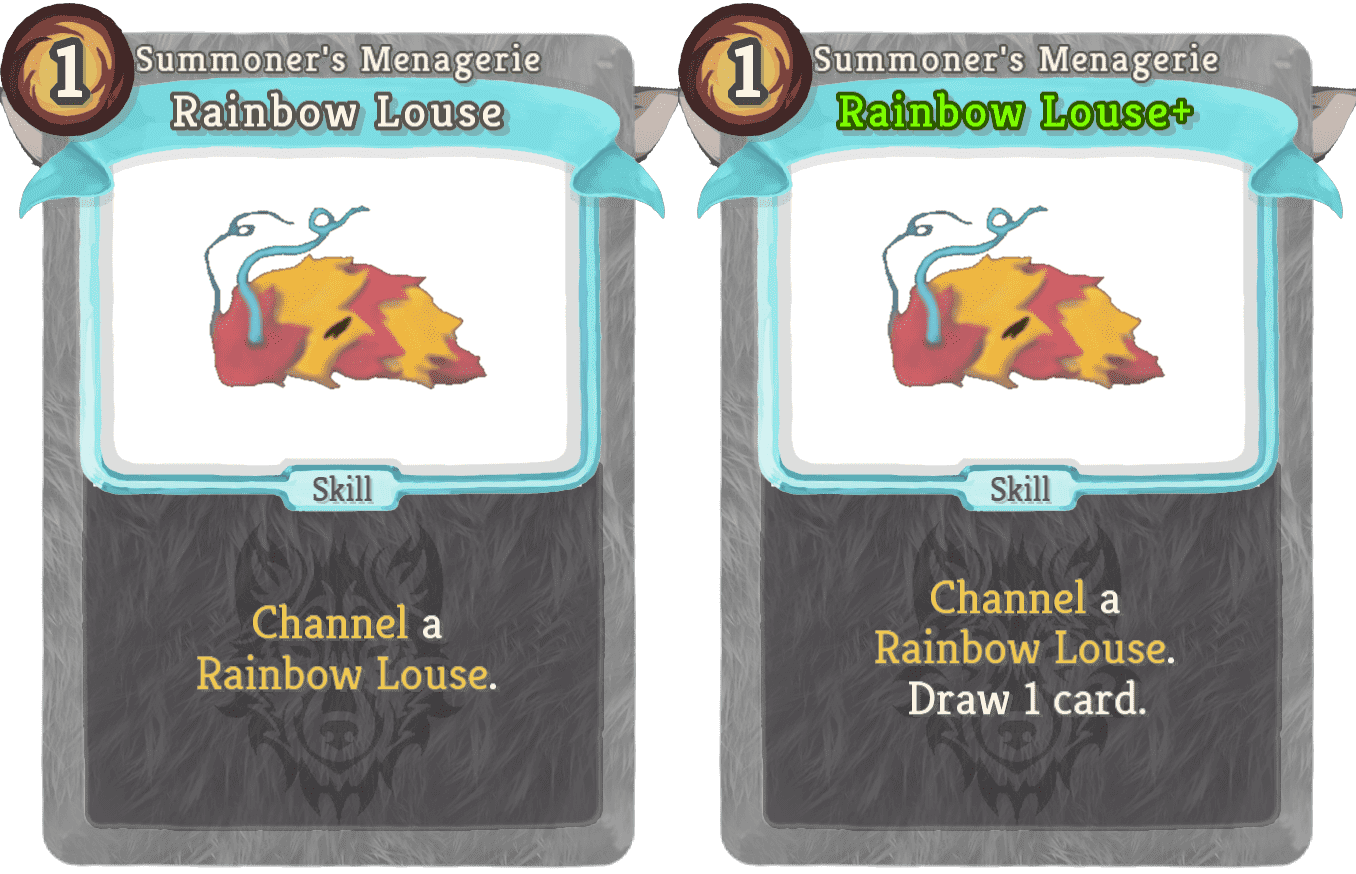 1
Summoner's Menagerie
Rainbow Louse
Skill
Channel a
Rainbow Louse.
1
Summoner's Menagerie
Rainbow Louse+
Skill
Channel a
Rainbow Louse.
Draw 1 card.